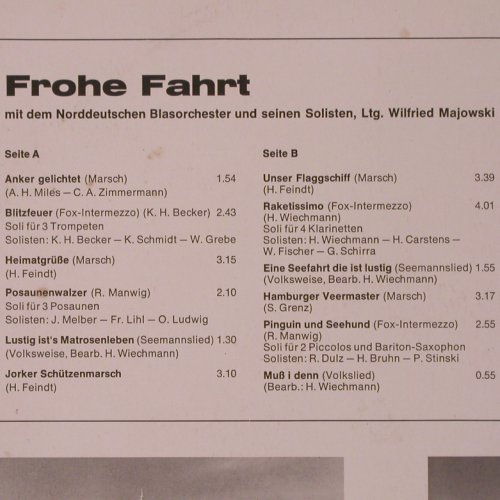 Frohe Fahrt
mit dem Norddeutschen Blasorchester und seinen Solisten, Ltg. Wilfried Majowski
Seite A
Anker gelichtet (Marsch) 1.54
(A. H. Miles – C. A. Zimmermann)
Blitzfeuer (Fox-Intermezzo) (K. H. Becker) 2.43
Soli für 3 Trompeten
Solisten: K. H. Becker – K. Schmidt – W. Grebe
Heimatgrüße (Marsch) 3.15
(H. Feindt)
Posaunenwalzer (R. Manwig) 2.10
Soli für 3 Posaunen
Solisten: J. Melber – Fr. Lihl – O. Ludwig
Lustig ist's Matrosenleben (Seemannslied) 1.30
(Volksweise, Bearb. H. Wiechmann)
Jorker Schützenmarsch 3.10
(H. Feindt)
Seite B
Unser Flaggschiff (Marsch) 3.39
(H. Feindt)
Raketissimo (Fox-Intermezzo) 4.01
(H. Wiechmann)
Soli für 4 Klarinetten
Solisten: H. Wiechmann – H. Carstens –
W. Fischer – G. Schirra
Eine Seefahrt die ist lustig (Seemannslied) 1.55
(Volksweise, Bearb. H. Wiechmann)
Hamburger Veermaster (Marsch) 3.17
(S. Grenz)
Pinguin und Seehund (Fox-Intermezzo) 2.55
(R. Manwig)
Soli für 2 Piccolos und Bariton-Saxophon
Solisten: R. Dulz – H. Bruhn – P. Stinski
Muß i denn (Volkslied) 0.55
(Bearb.: H. Wiechmann)